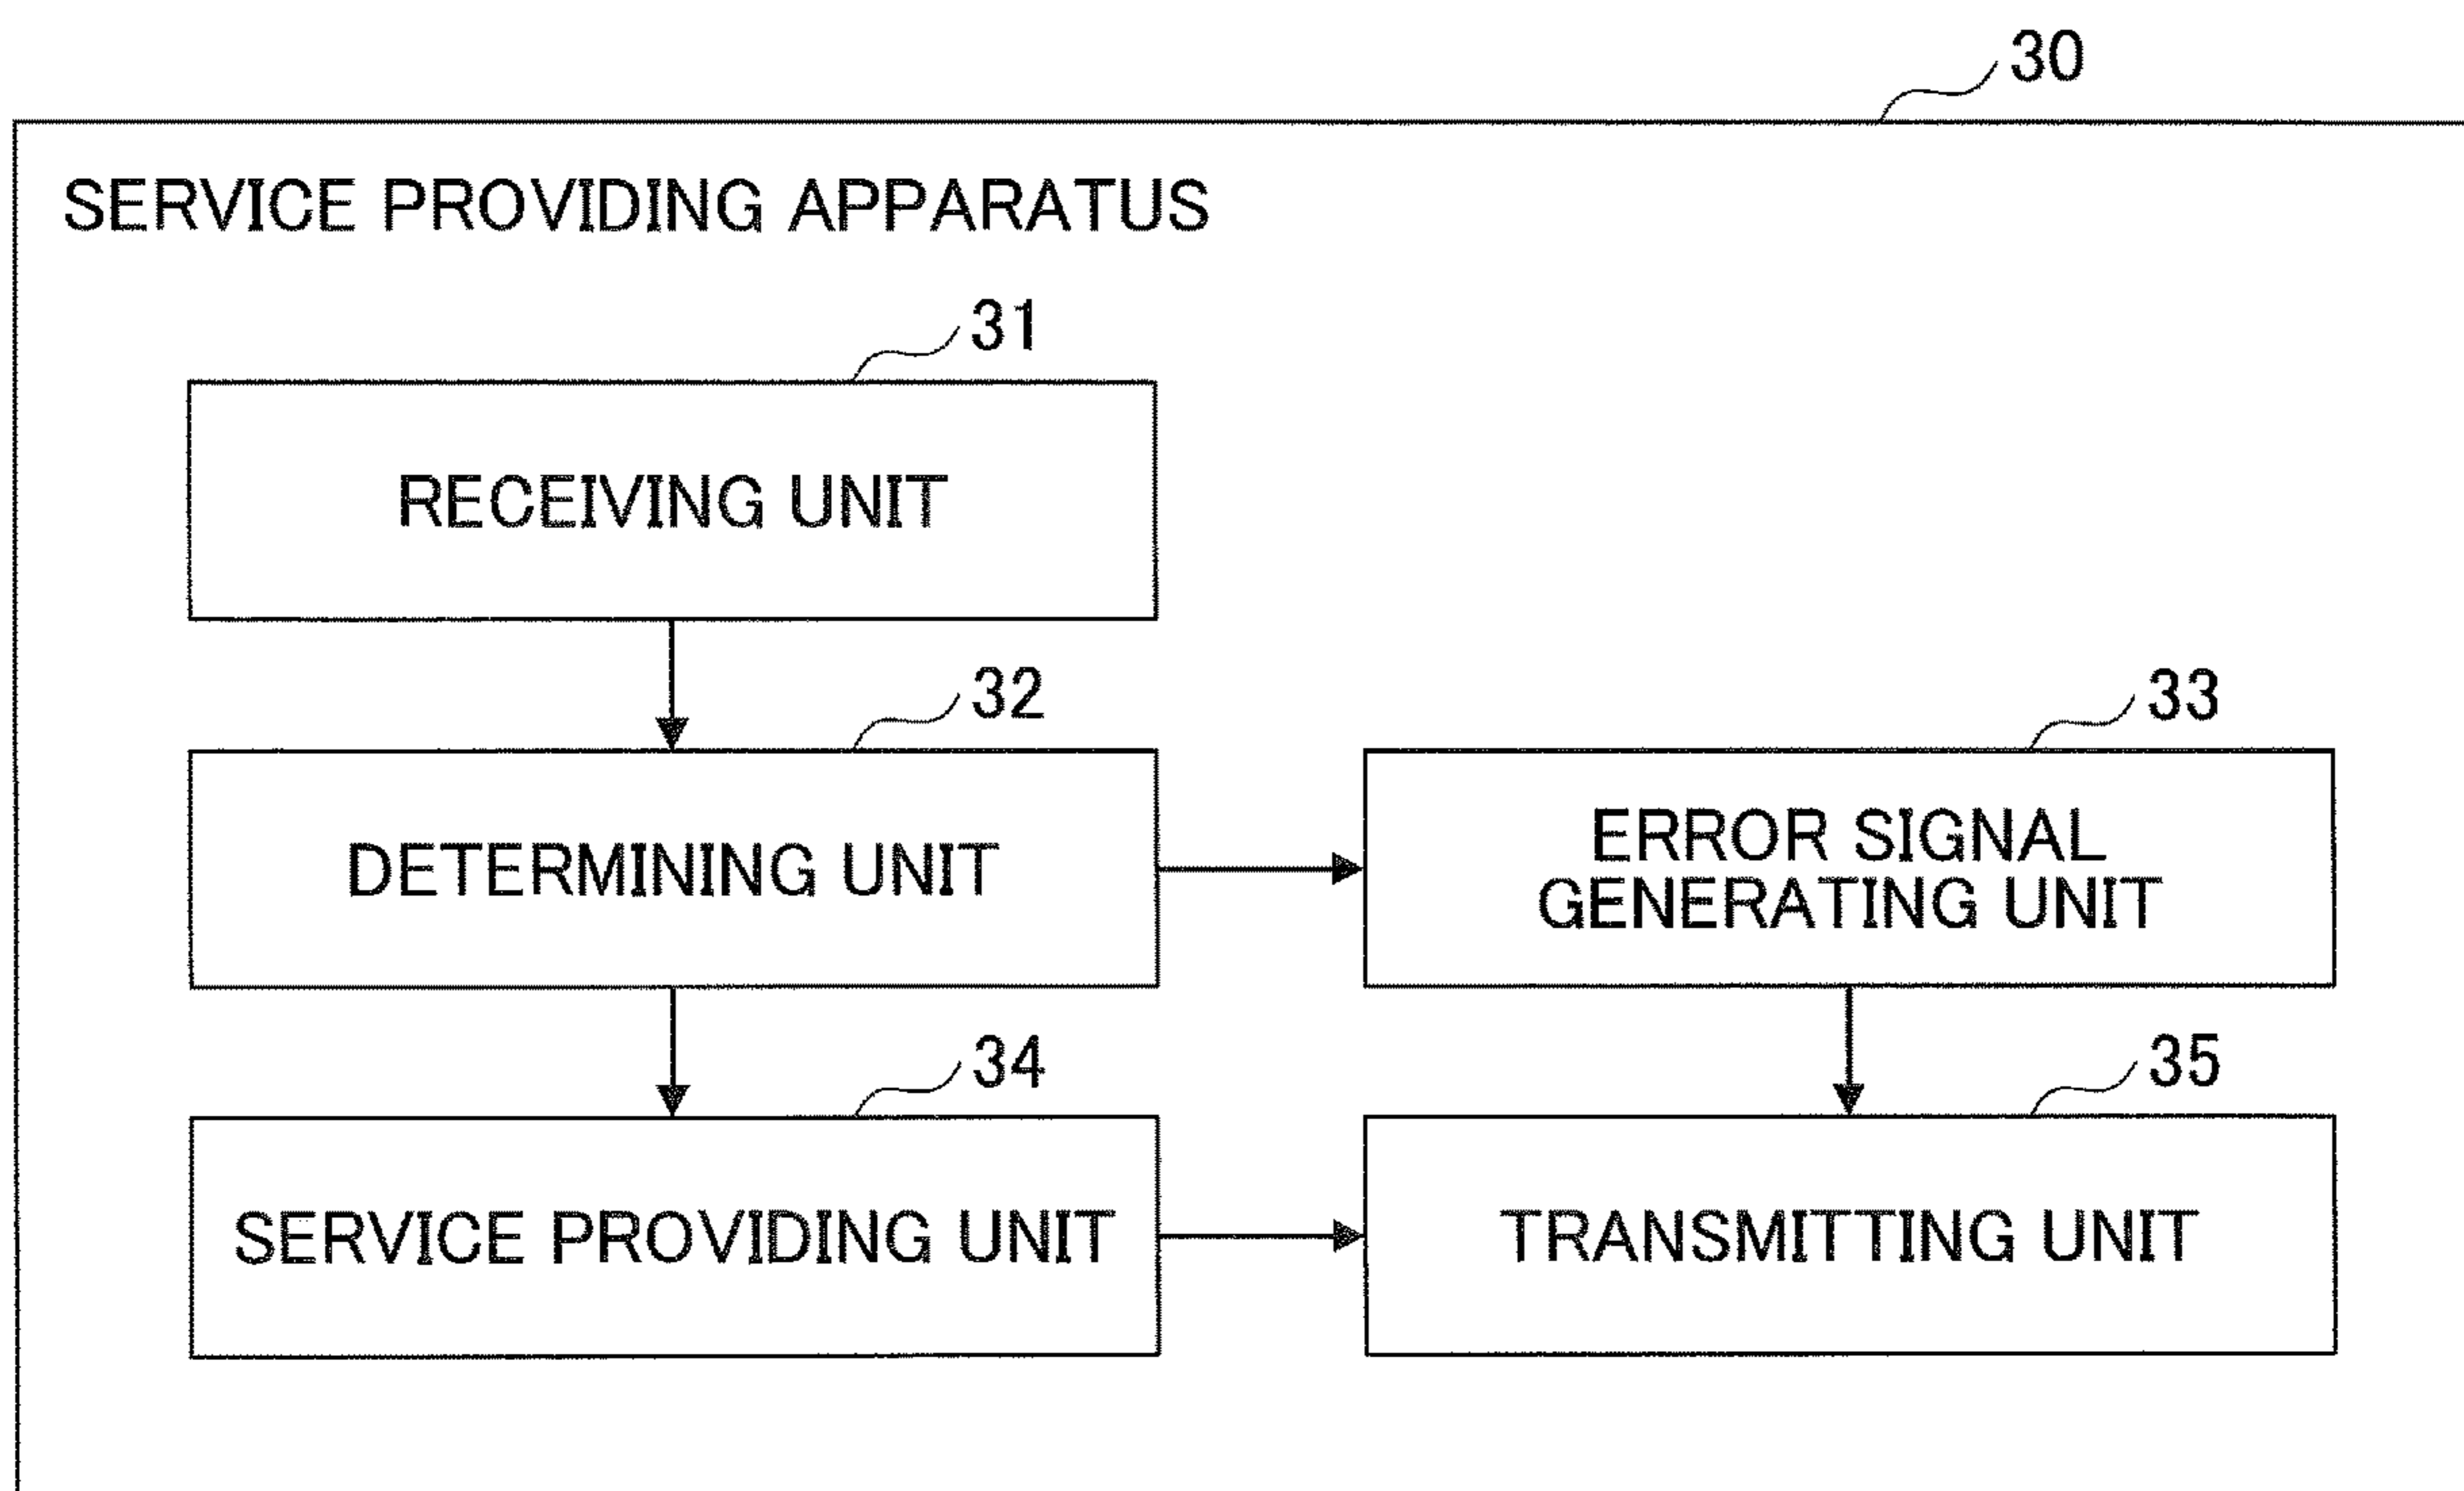 30
SERVICE PROVIDING APPARATUS
31
RECEIVING UNIT
32
DETERMINING UNIT
33
ERROR SIGNAL
GENERATING UNIT
34
SERVICE PROVIDING UNIT
35
TRANSMITTING UNIT